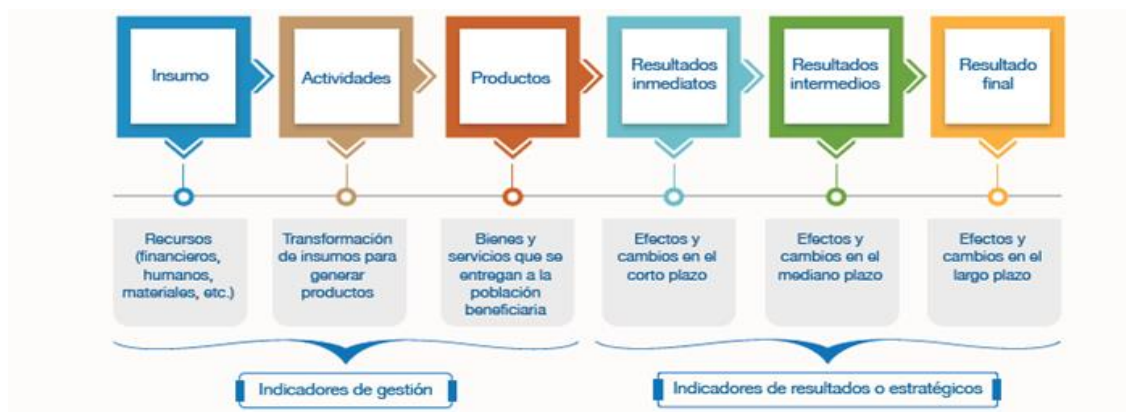 Insumo
Actividades
Productos
Resultados
inmediatos
Resultados
intermedios
Resultado
final
Recursos
(financieros,
humanos,
materiales, etc.)
Transformación
de insumos para
generar
productos
Bienes y
servicios que se
entregan a la
población
beneficiaria
Efectos y
cambios en el
corto plazo
Efectos y
cambios en el
mediano plazo
Efectos y
cambios en el
largo plazo
Indicadores de gestión
Indicadores de resultados o estratégicos